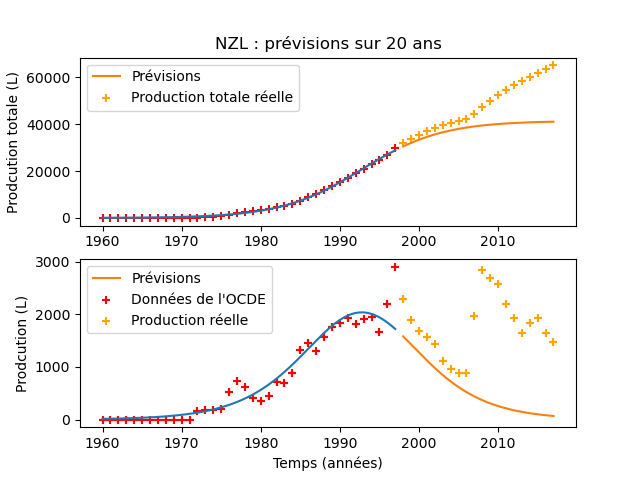 NZL : prévisions sur 20 ans
Prodcution totale (L)
60000
40000
20000
0
Prévisions
Production totale réelle
1960 1970 1980 1990 2000 2010
Prodcution (L)
3000
2000
1000
0
Prévisions
Données de l'OCDE
Production réelle
1960 1970 1980 1990 2000 2010
Temps (années)